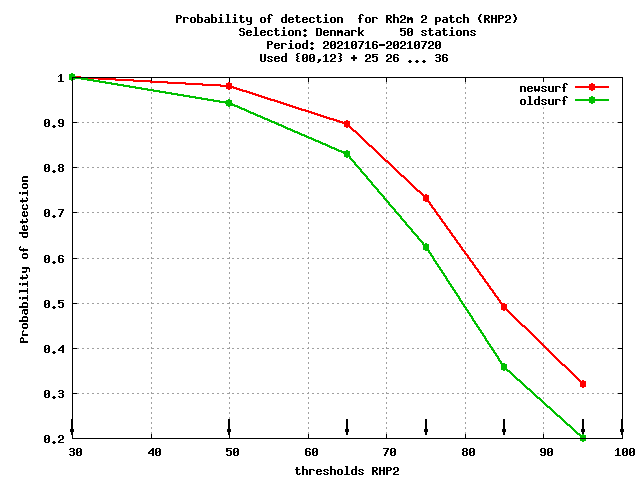 Probability of detection  for Rh2m 2 patch (RHP2)
Selection: Denmark     50 stations
Period: 20210716-20210720
Used {00,12} + 25 26 ... 36
newsurf
oldsurf
Probability of detection
1
0.9
0.8
0.7
0.6
0.5
0.4
0.3
0.2
30 40 50 60 70 80 90 100
thresholds RHP2